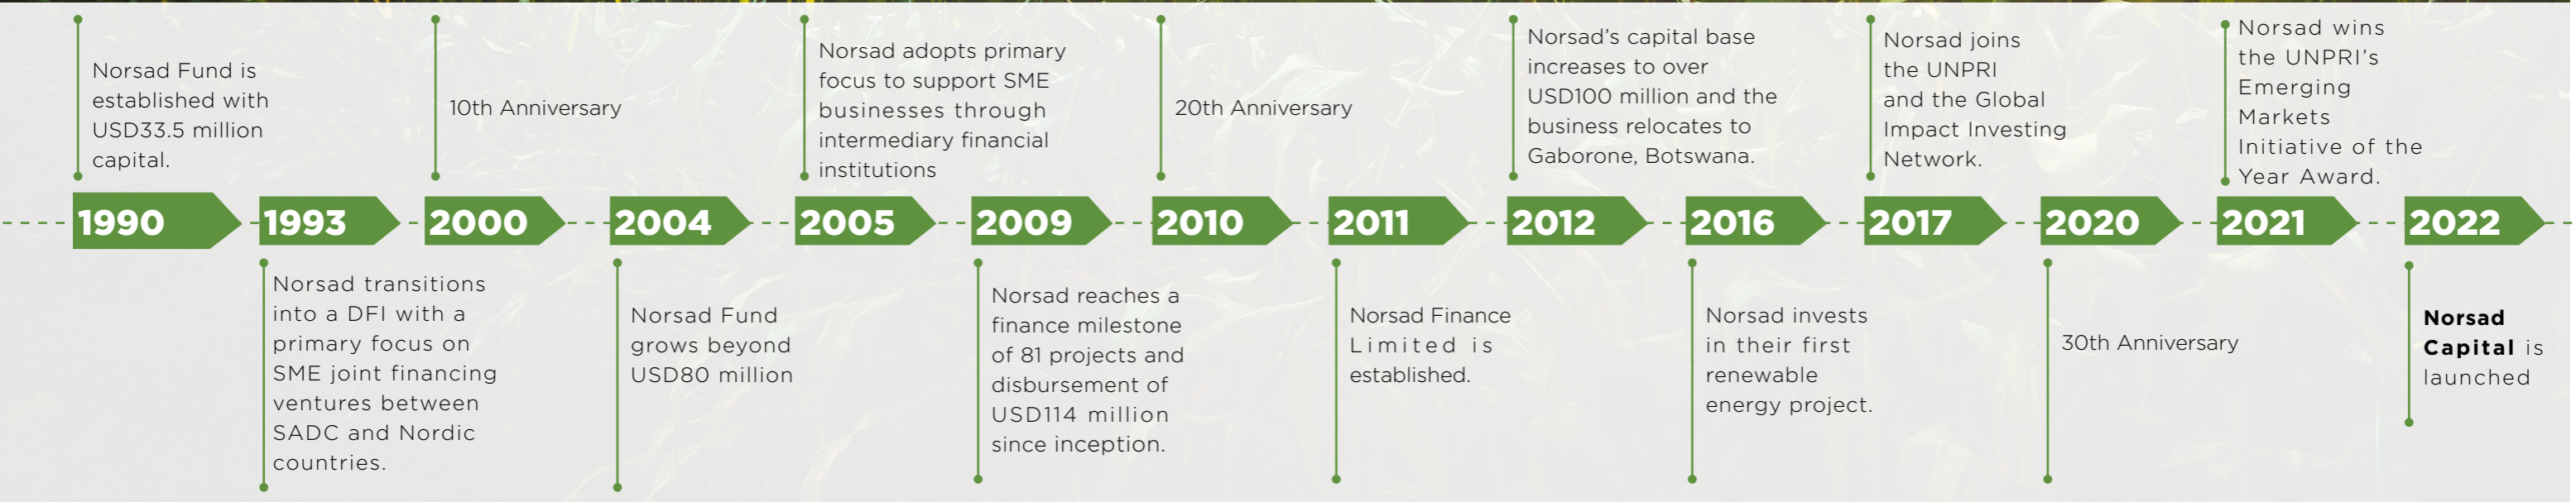 Norsad Fund is
established with
USD33.5 million
capital.
1990
1993
Norsad transitions
into a DFI with a
primary focus on
SME joint financing
ventures between
SADC and Nordic
countries.
10th Anniversary
2000
2004
Norsad Fund
grows beyond
USD80 million
Norsad adopts primary
focus to support SME
businesses through
intermediary financial
institutions
2005
2009
Norsad reaches a
finance milestone
of 81 projects and
disbursement of
USD114 million
since inception.
20th Anniversary
2010
2011
Norsad Finance
Limited is
established.
Norsad’s capital base
increases to over
USD100 million and the
business relocates to
Gaborone, Botswana.
2012
2016
Norsad invests
in their first
renewable
energy project.
Norsad joins
the UNPRI
and the Global
Impact Investing
Network.
2017
2020
30th Anniversary
Norsad wins
the UNPRI’s
Emerging
Markets
Initiative of the
Year Award.
2021
2022
Norsad
Capital is
launched